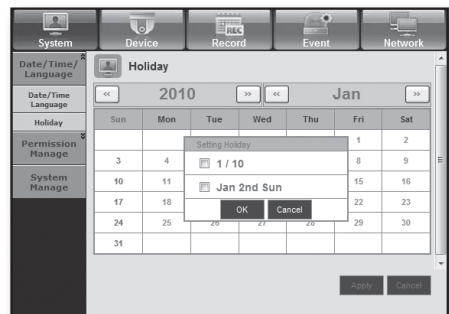 System Device Record Event Network
REC
Date/Time/
Language
Date/Time
Language
Holiday
Permission
Manage
System
Manage
Holiday
« 2010 » « Jan »
Sun Mon Tue Wed Thu Fri Sat
1 2
Setting Holiday
3 4 8 9
1 / 10
10 11 15 16
Jan 2nd Sun
17 18 22 23
OK Cancel
24 25 26 27 28 29 30
31
Apply Cancel